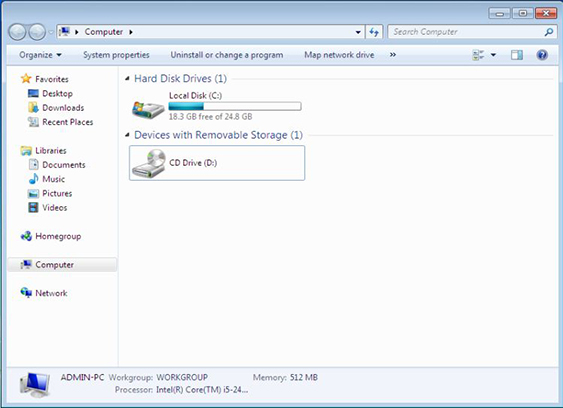 Computer
Search Computer
Organize
System properties
Uninstall or change a program
Map network drive
»
Favorites
Desktop
Downloads
Recent Places
Libraries
Documents
Music
Pictures
Videos
Homegroup
Computer
Network
Hard Disk Drives (1)
Local Disk (C:)
18.3 GB free of 24.8 GB
Devices with Removable Storage (1)
CD Drive (D:)
ADMIN-PC Workgroup: WORKGROUP Memory: 512 MB
Processor: Intel(R) Core(TM) i5-24...